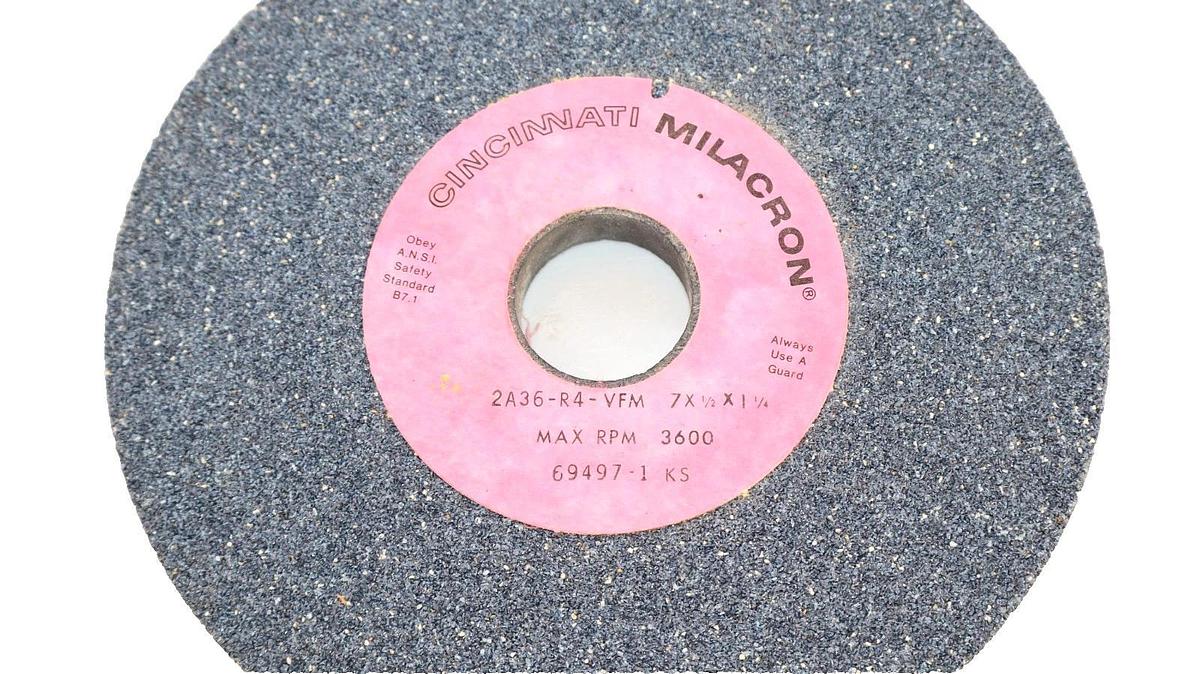 CINCINNATI MILACRON®
Obey
A.N.S.I.
Safety
Standard
B7.1
Always
Use A
Guard
2A36-R4-VFM 7X½X1¼
MAX RPM 3600
69497-1 KS